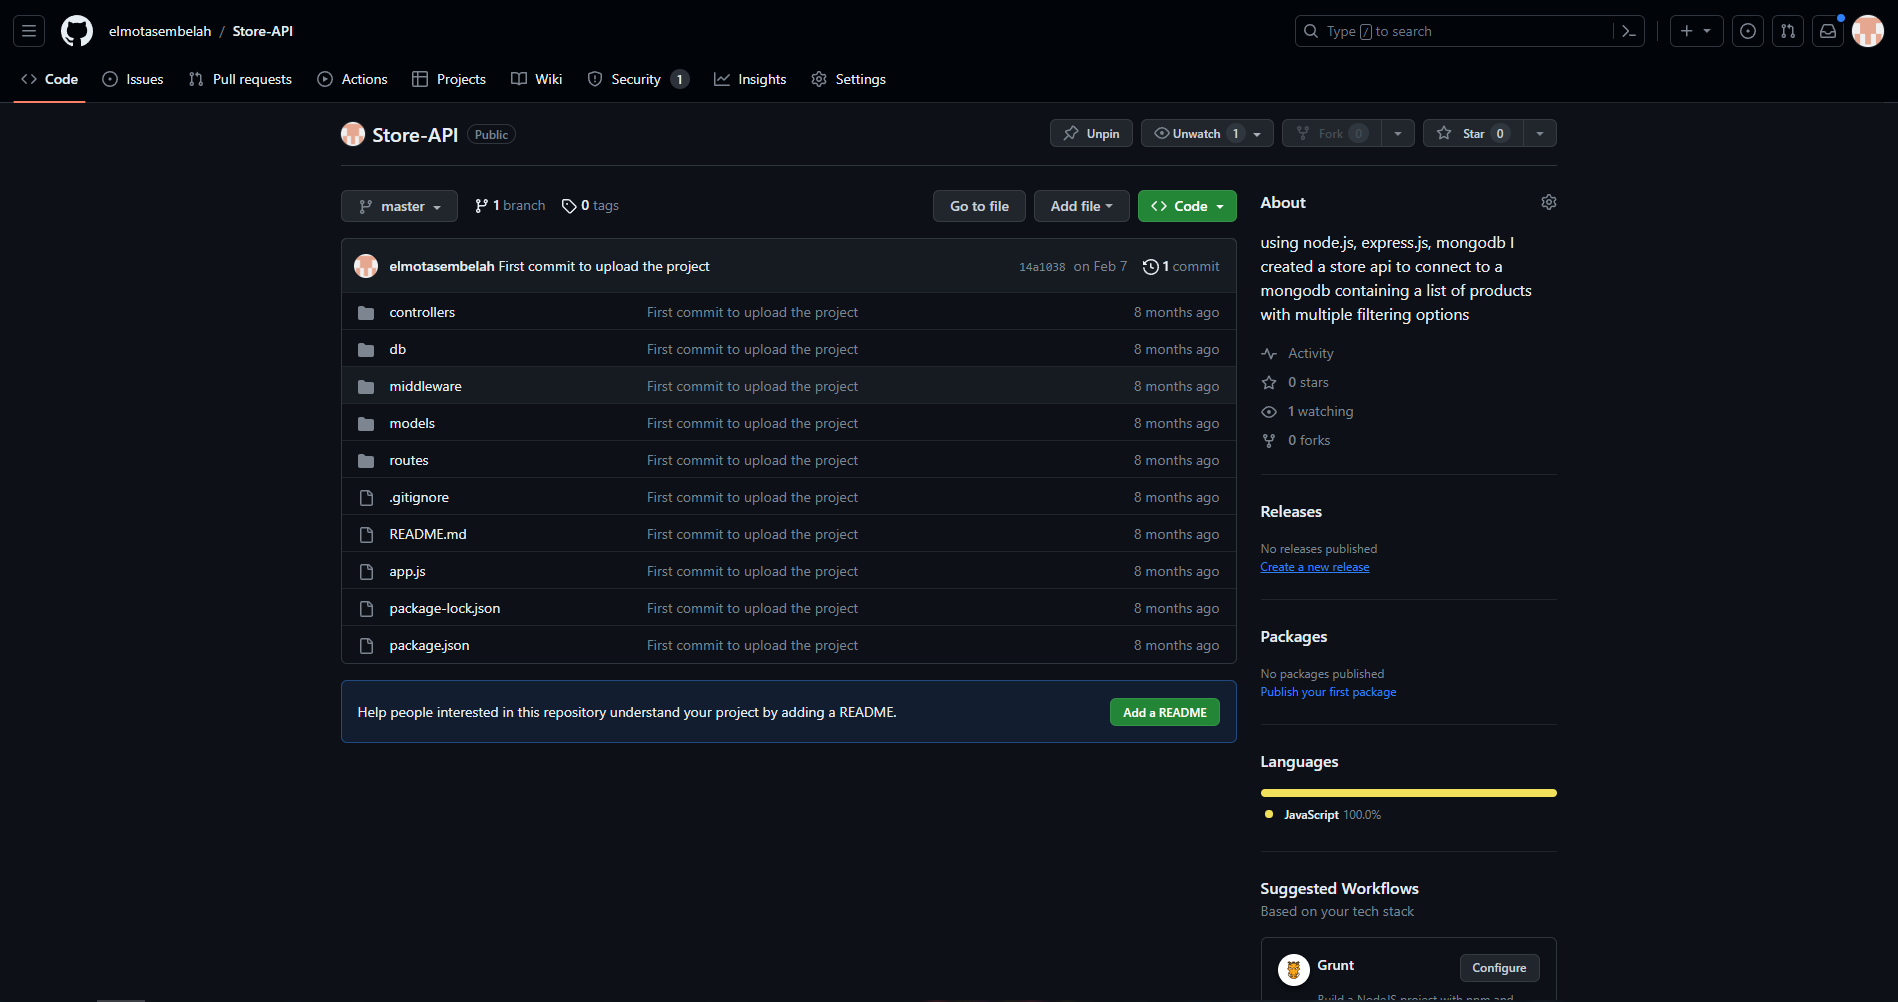 elmotasembelah / Store-API
Type / to search
Code
Issues
Pull requests
Actions
Projects
Wiki
Security 1
Insights
Settings
Store-API Public
Unpin
Unwatch 1
Fork 0
Star 0
master
1 branch
0 tags
Go to file
Add file
Code
elmotasembelah First commit to upload the project 14a1038 on Feb 7 1 commit
controllers First commit to upload the project 8 months ago
db First commit to upload the project 8 months ago
middleware First commit to upload the project 8 months ago
models First commit to upload the project 8 months ago
routes First commit to upload the project 8 months ago
.gitignore First commit to upload the project 8 months ago
README.md First commit to upload the project 8 months ago
app.js First commit to upload the project 8 months ago
package-lock.json First commit to upload the project 8 months ago
package.json First commit to upload the project 8 months ago
Help people interested in this repository understand your project by adding a README.
Add a README
About
using node.js, express.js, mongodb I
created a store api to connect to a
mongodb containing a list of products
with multiple filtering options
Activity
0 stars
1 watching
0 forks
Releases
No releases published
Create a new release
Packages
No packages published
Publish your first package
Languages
JavaScript 100.0%
Suggested Workflows
Based on your tech stack
Grunt
Configure
Build a NodeJS project with npm and